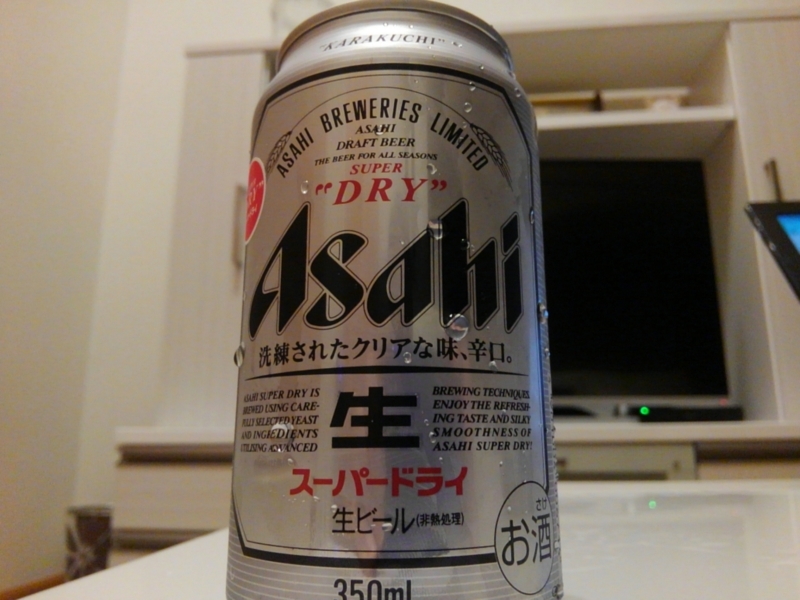 "KARAKUCHI"
ASAHI BREWERIES LIMITED
ASAHI
DRAFT BEER
THE BEER FOR ALL SEASONS
SUPER
"DRY"
Asahi
洗練されたクリアな味、辛口。
ASAHI SUPER DRY IS
BREWED USING CARE-
FULLY SELECTED YEAST
AND INGREDIENTS
UTILISING ADVANCED
生
BREWING TECHNIQUES.
ENJOY THE REFRESH-
ING TASTE AND SILKY
SMOOTHNESS OF
ASAHI SUPER DRY!
スーパードライ
生ビール(非熱処理)
さけ
お酒
350ml